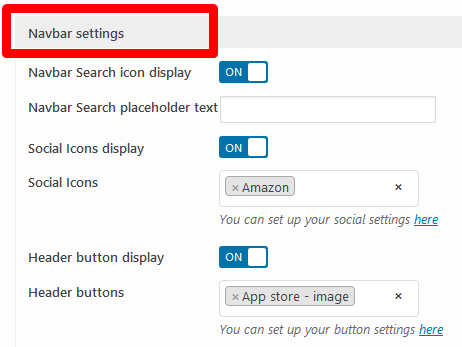 Navbar settings
Navbar Search icon display ON
Navbar Search placeholder text
Social Icons display ON
Social Icons × Amazon ×
You can set up your social settings here
Header button display ON
Header buttons × App store - image ×
You can set up your button settings here